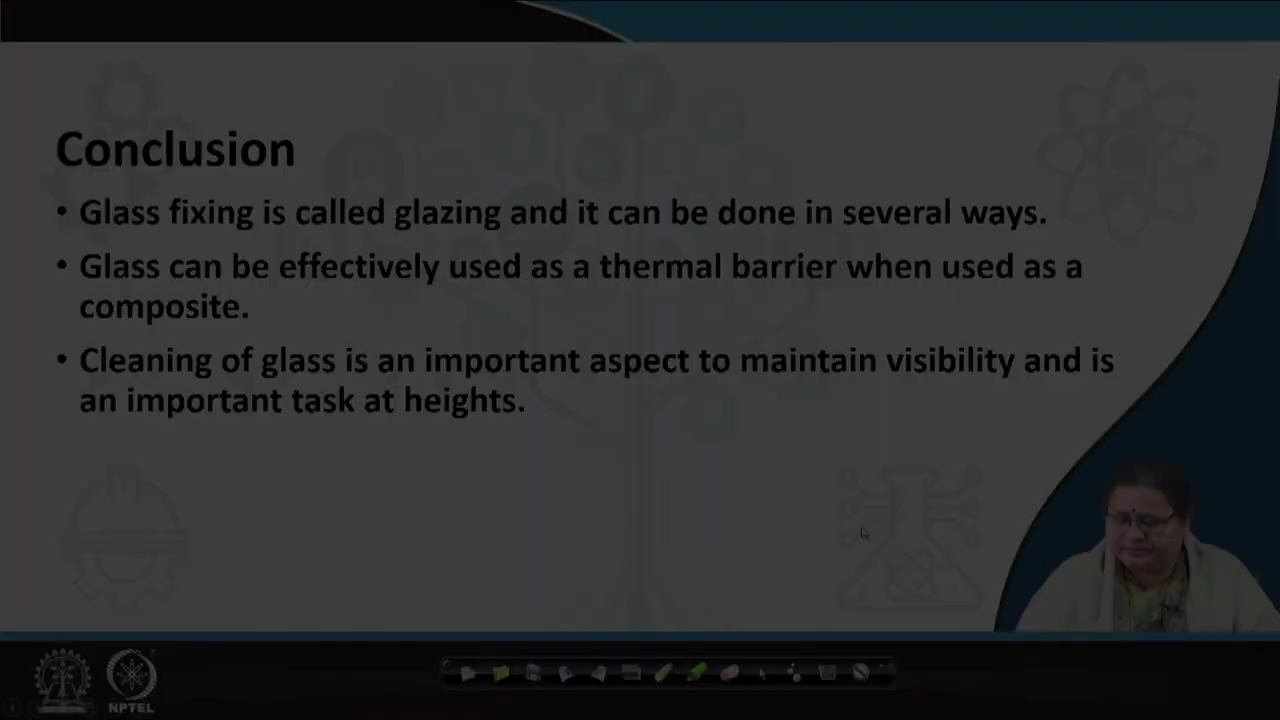 Conclusion
• Glass fixing is called glazing and it can be done in several ways.
• Glass can be effectively used as a thermal barrier when used as a
composite.
• Cleaning of glass is an important aspect to maintain visibility and is
an important task at heights.
NPTEL